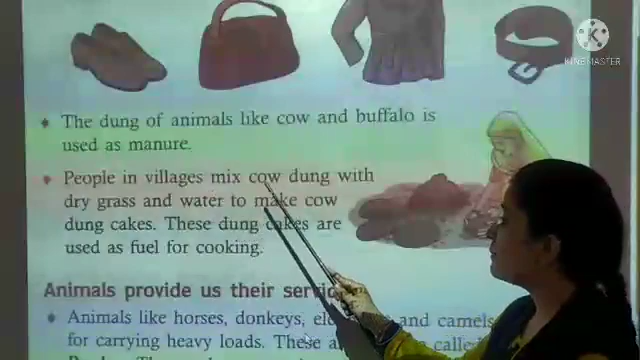 K
KINEMASTER
The dung of animals like cow and buffalo is
used as manure.
People in villages mix cow dung with
dry grass and water to make cow
dung cakes. These dung cakes are
used as fuel for cooking.
Animals provide us their
Animals like horses, donkeys, and camels
for carrying heavy loads. These